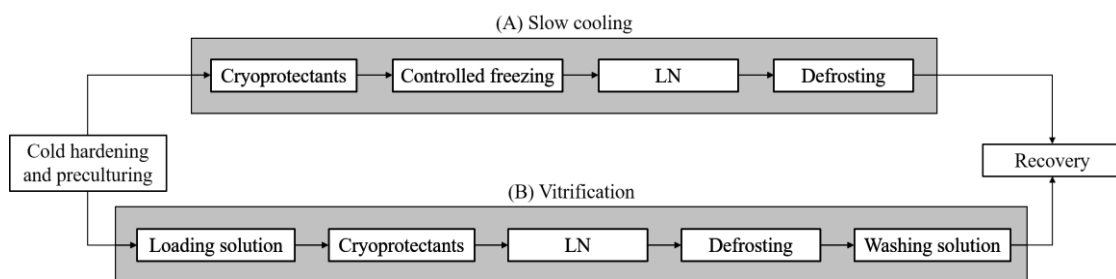 (A) Slow cooling
Cryoprotectants
Controlled freezing
LN
Defrosting
Cold hardening
and preculturing
Recovery
(B) Vitrification
Loading solution
Cryoprotectants
LN
Defrosting
Washing solution